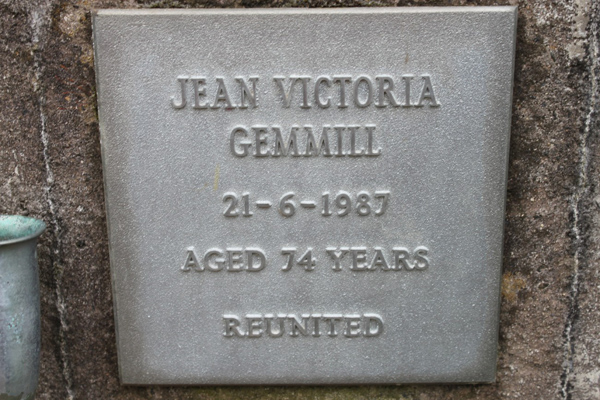 JEAN VICTORIA
GEMMILL
21-6-1987
AGED 74 YEARS
REUNITED